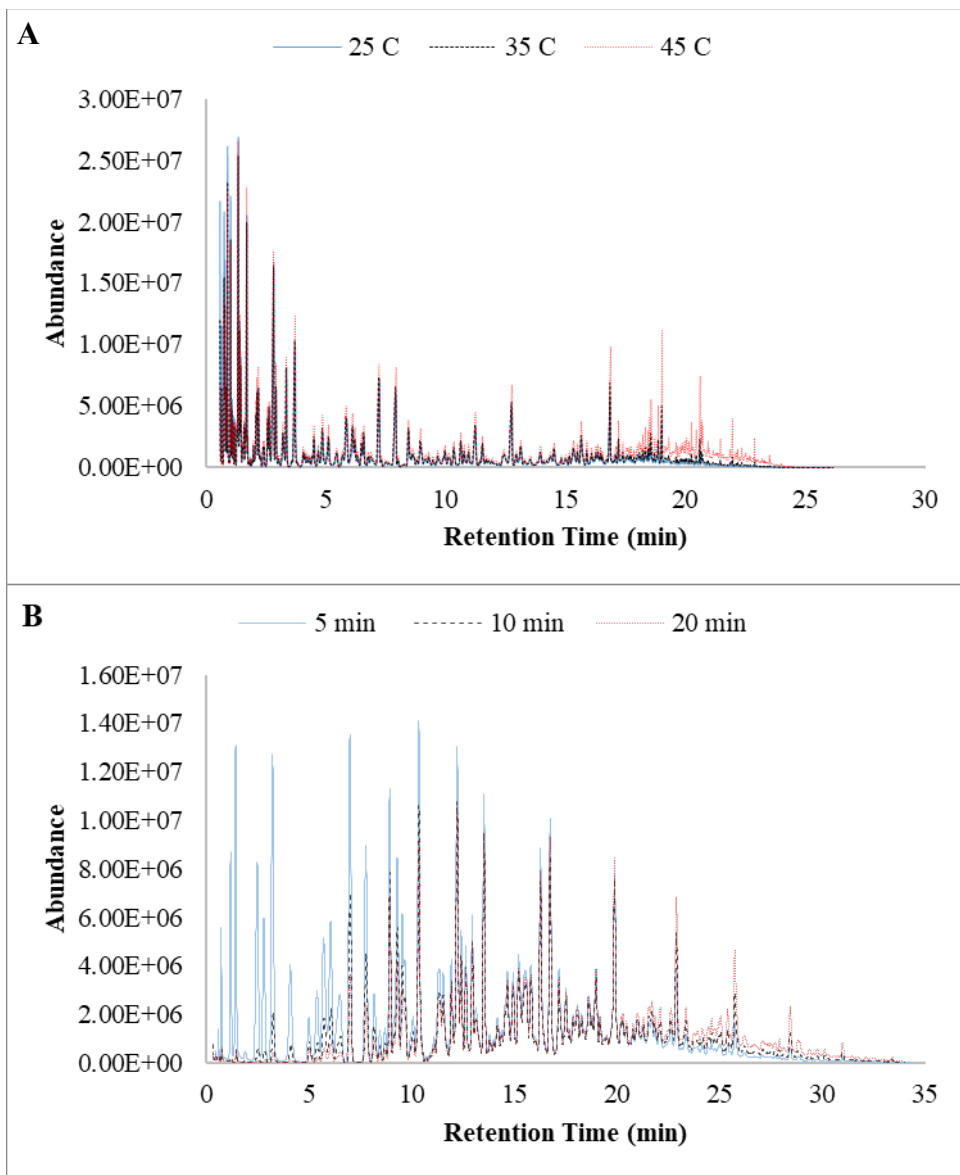 A
25 C 35 C 45 C
3.00E+07
2.50E+07
2.00E+07
1.50E+07
1.00E+07
5.00E+06
0.00E+00
Abundance
0 5 10 15 20 25 30
Retention Time (min)
B
5 min 10 min 20 min
1.60E+07
1.40E+07
1.20E+07
1.00E+07
8.00E+06
6.00E+06
4.00E+06
2.00E+06
0.00E+00
Abundance
0 5 10 15 20 25 30 35
Retention Time (min)